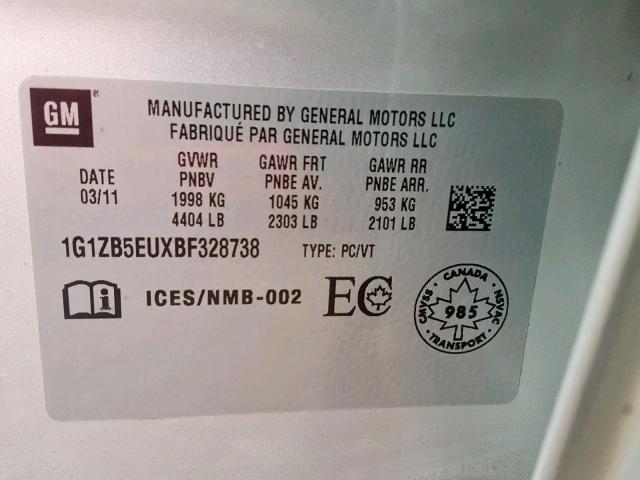 GM
MANUFACTURED BY GENERAL MOTORS LLC
FABRIQUÉ PAR GENERAL MOTORS LLC
DATE
03/11
GVWR
PNBV
1998 KG
4404 LB
GAWR FRT
PNBE AV.
1045 KG
2303 LB
GAWR RR
PNBE ARR.
953 KG
2101 LB
1G1ZB5EUXBF328738 TYPE: PC/VT
ICES/NMB-002
EC
CANADA
CMVSS
NSVAC
985
TRANSPORT